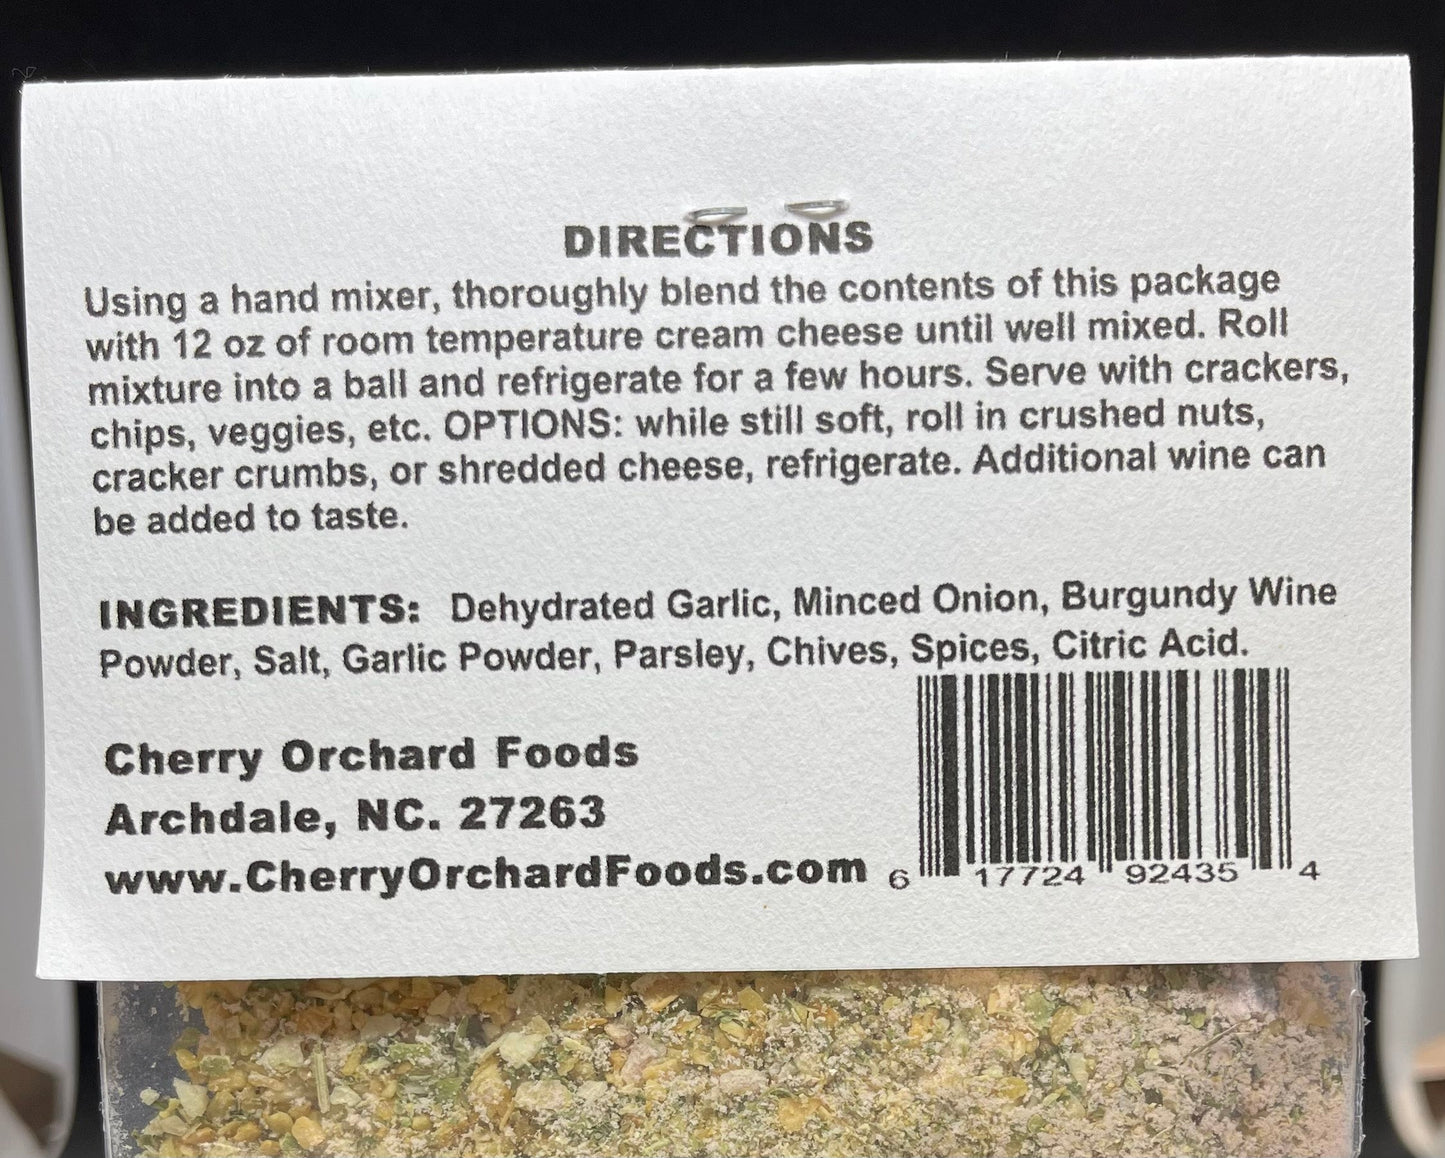 DIRECTIONS
Using a hand mixer, thoroughly blend the contents of this package
with 12 oz of room temperature cream cheese until well mixed. Roll
mixture into a ball and refrigerate for a few hours. Serve with crackers,
chips, veggies, etc. OPTIONS: while still soft, roll in crushed nuts,
cracker crumbs, or shredded cheese, refrigerate. Additional wine can
be added to taste.
INGREDIENTS: Dehydrated Garlic, Minced Onion, Burgundy Wine
Powder, Salt, Garlic Powder, Parsley, Chives, Spices, Citric Acid.
Cherry Orchard Foods
Archdale, NC. 27263
www.CherryOrchardFoods.com
6 17724 92435 4